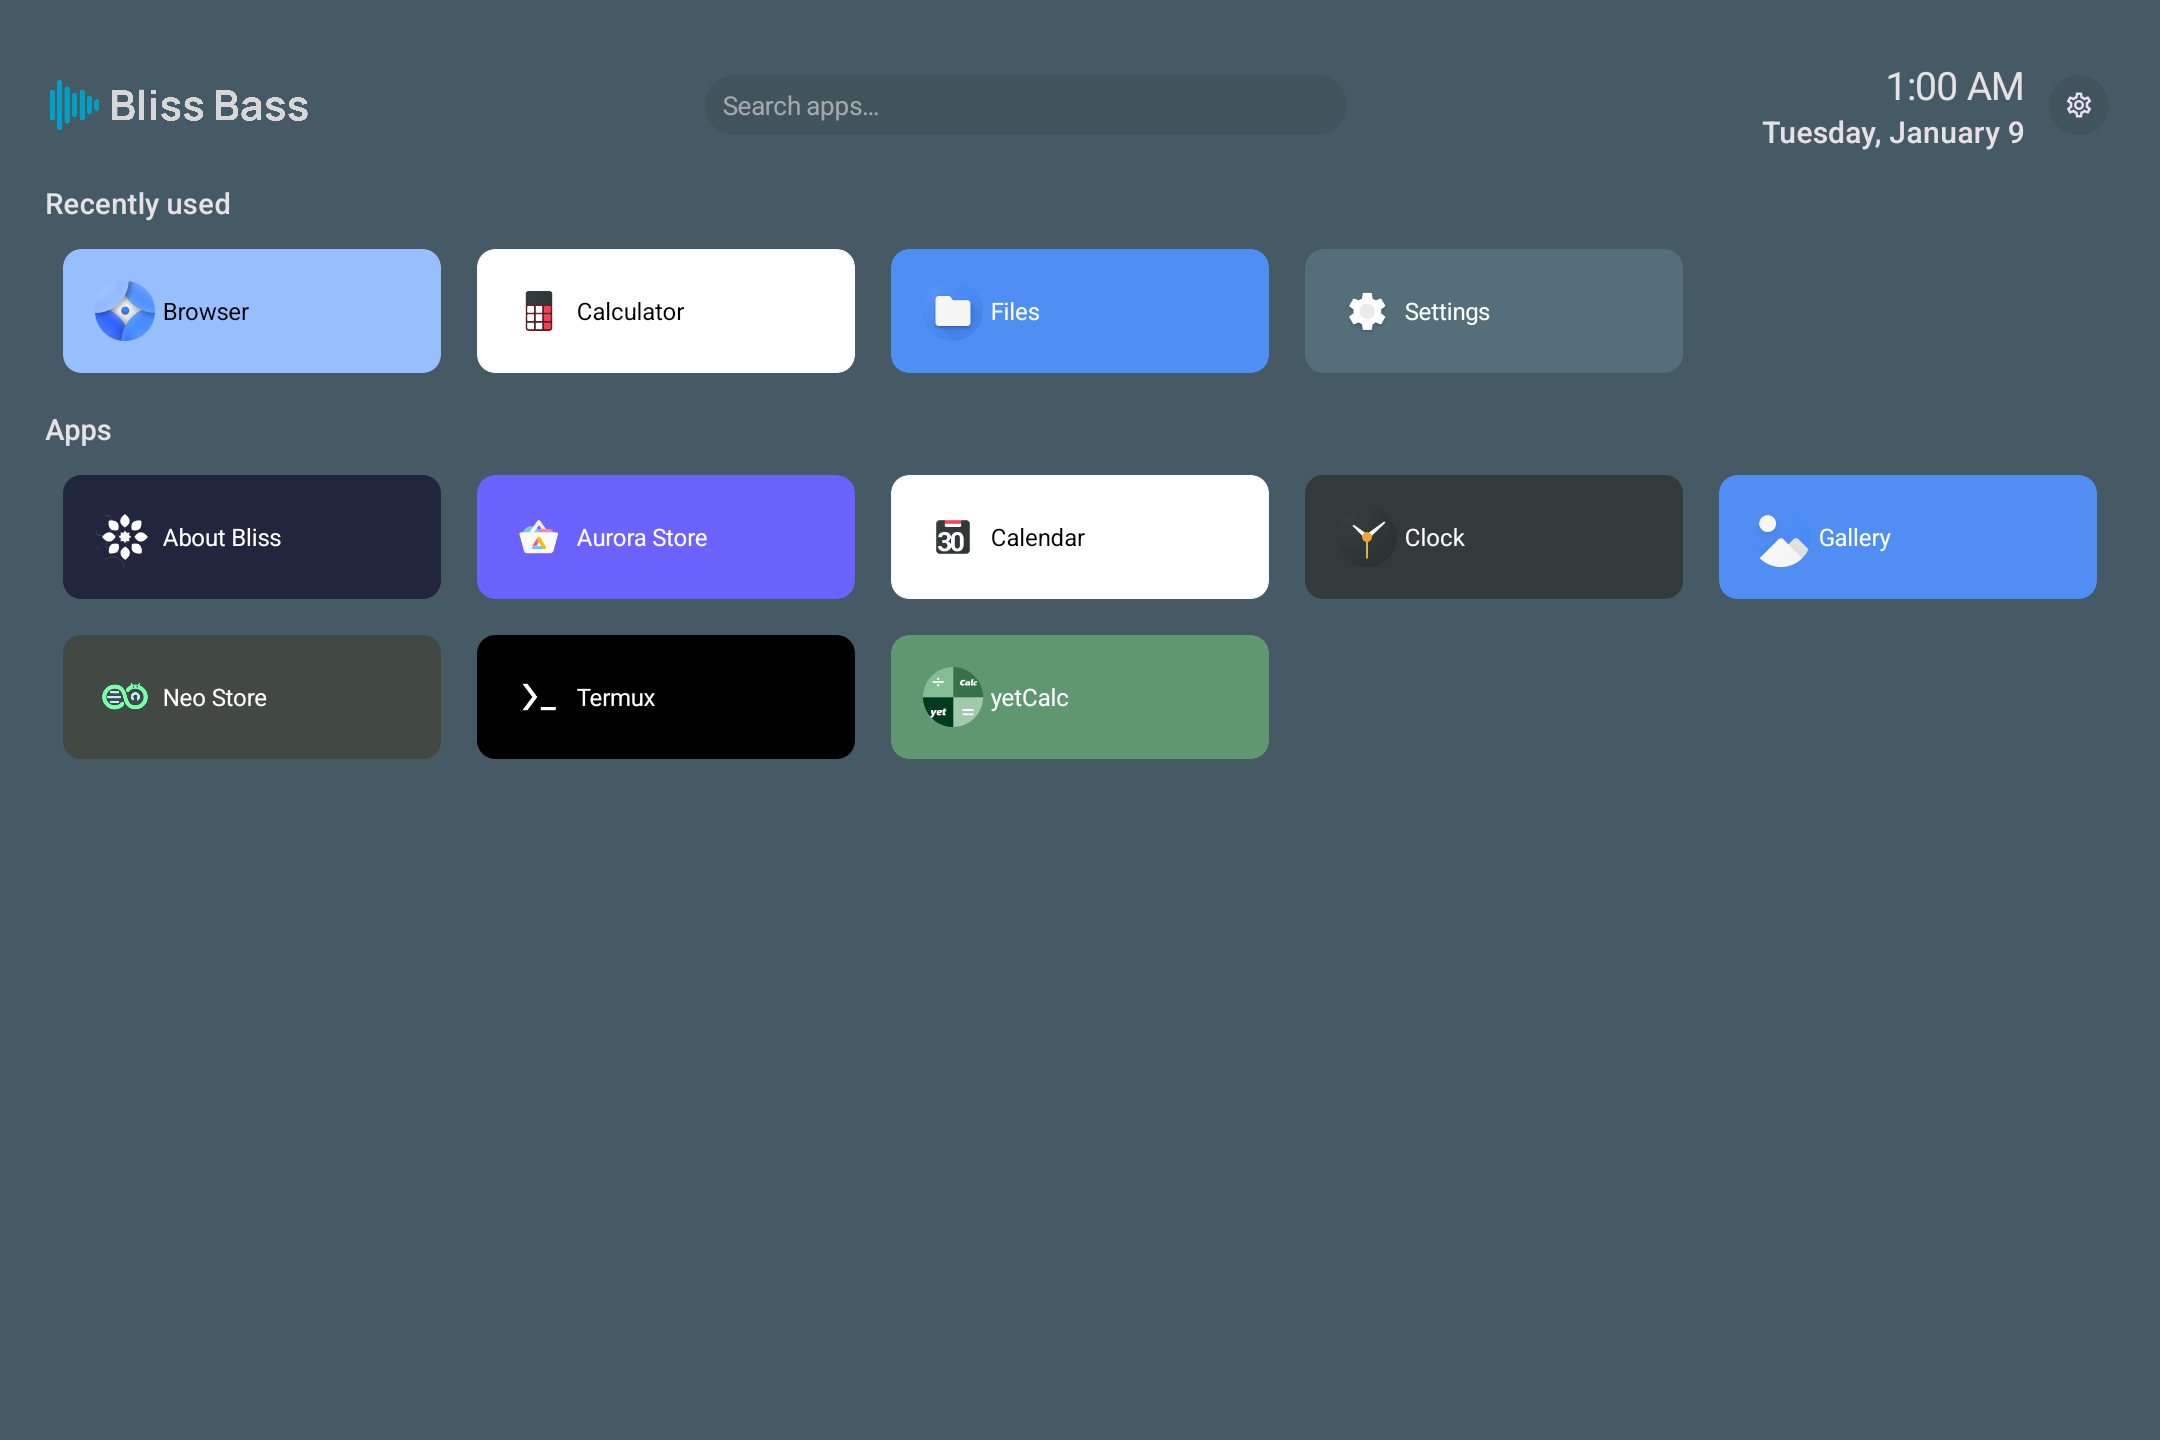 Bliss Bass
Search apps...
1:00 AM
Tuesday, January 9
Recently used
Browser
Calculator
Files
Settings
Apps
About Bliss
Aurora Store
30
Calendar
Clock
Gallery
Neo Store
Termux
Calc
yet
yetCalc